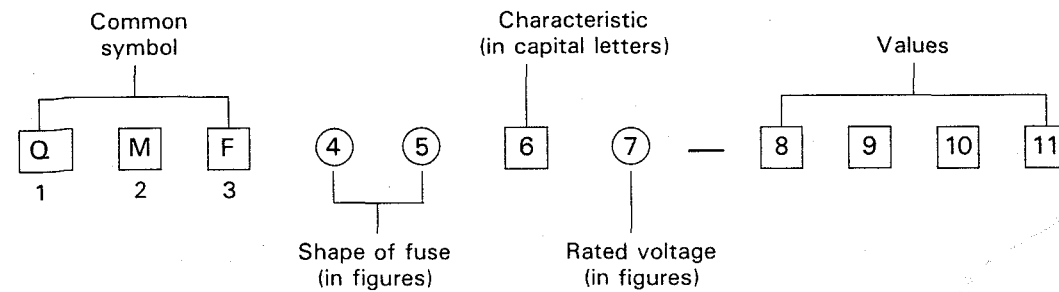 Common
symbol
Characteristic
(in capital letters)
Values
Q M F 4 5 6 7 — 8 9 10 11
1 2 3
Shape of fuse
(in figures)
Rated voltage
(in figures)